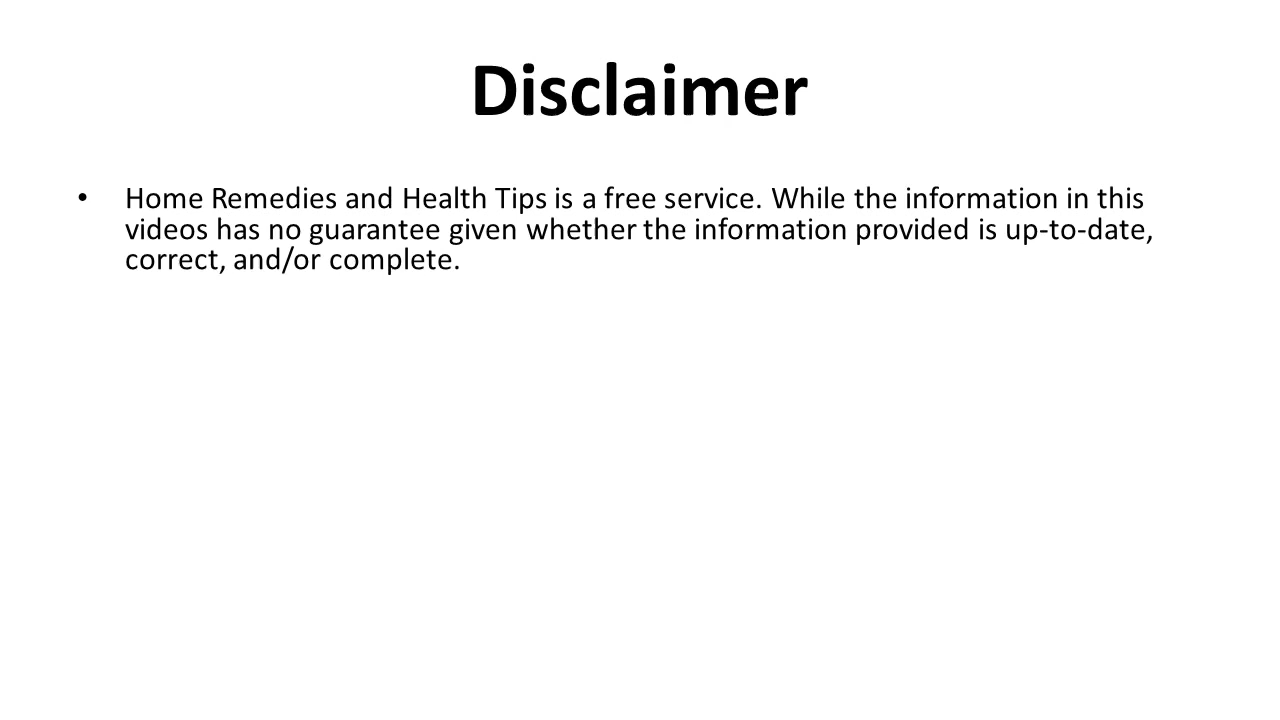 Disclaimer
• Home Remedies and Health Tips is a free service. While the information in this
videos has no guarantee given whether the information provided is up-to-date,
correct, and/or complete.